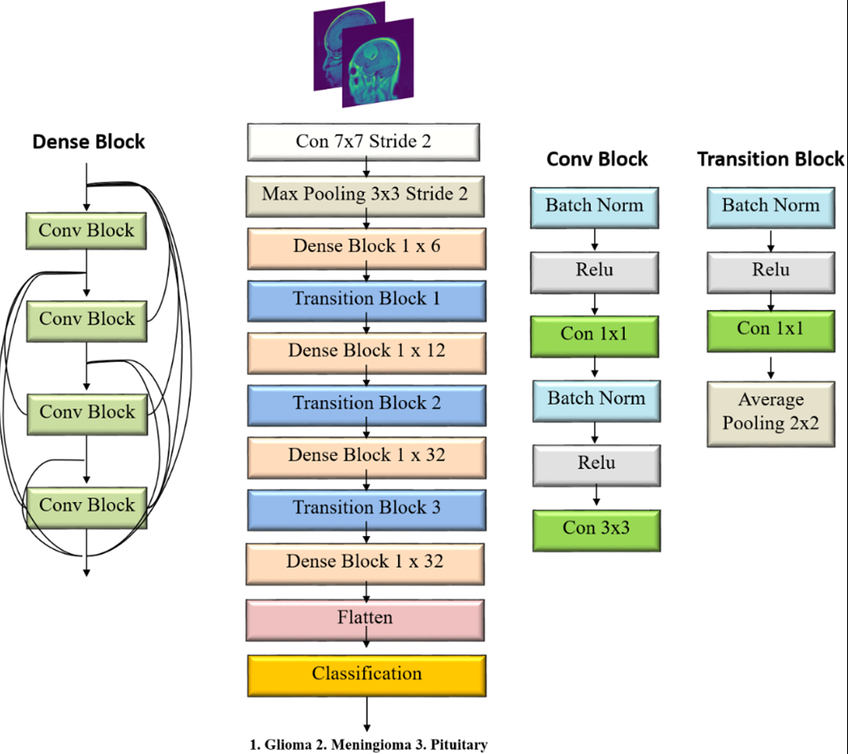 Dense Block
Conv Block
Conv Block
Conv Block
Conv Block
Con 7x7 Stride 2
Max Pooling 3x3 Stride 2
Dense Block 1 x 6
Transition Block 1
Dense Block 1 x 12
Transition Block 2
Dense Block 1 x 32
Transition Block 3
Dense Block 1 x 32
Flatten
Classification
1. Glioma 2. Meningioma 3. Pituitary
Conv Block
Batch Norm
Relu
Con 1x1
Batch Norm
Relu
Con 3x3
Transition Block
Batch Norm
Relu
Con 1x1
Average
Pooling 2x2